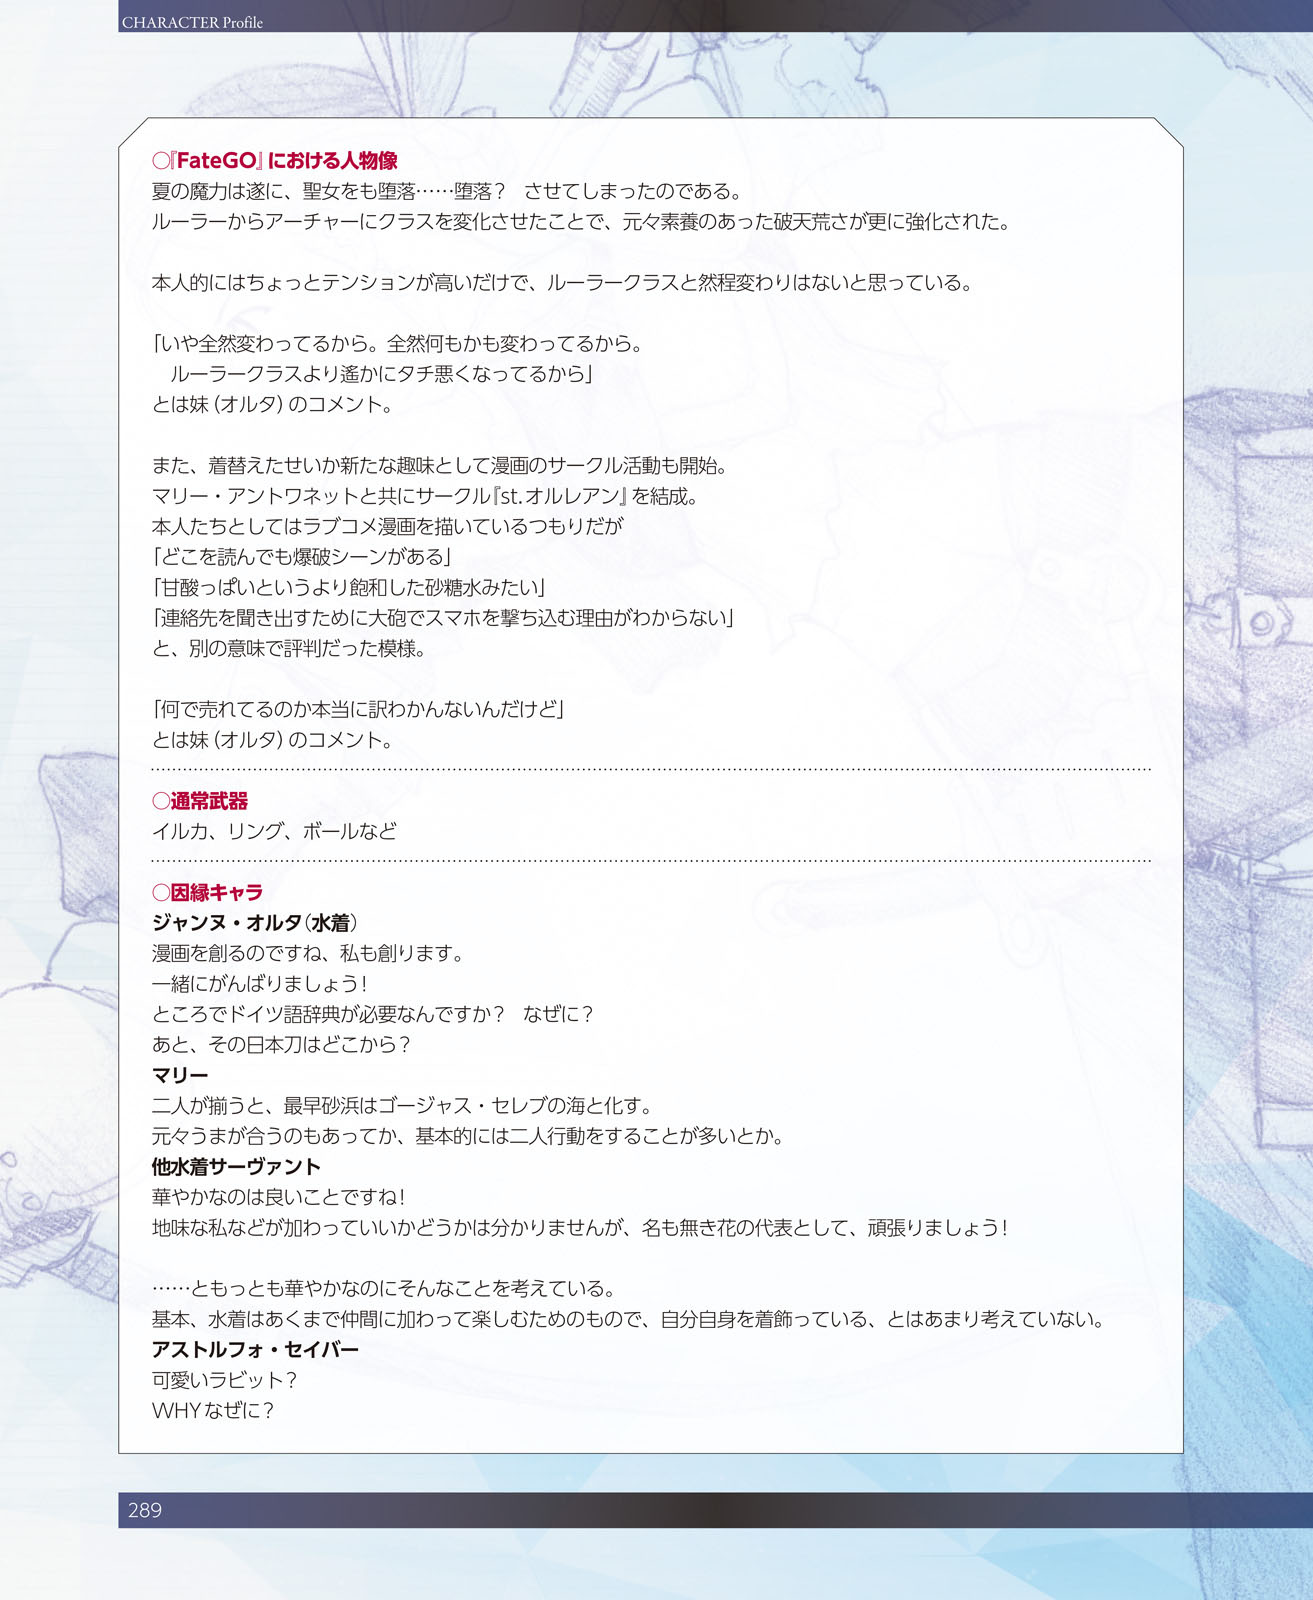 CHARACTER Profile
○『FateGO』における人物像
夏の魔力は遂に、聖女をも堕落……堕落？　させてしまったのである。
ルーラーからアーチャーにクラスを変化させたことで、元々素養のあった破天荒さが更に強化された。
本人的にはちょっとテンションが高いだけで、ルーラークラスと然程変わりはないと思っている。
「いや全然変わってるから。全然何もかも変わってるから。
　ルーラークラスより遙かにタチ悪くなってるから」
とは妹（オルタ）のコメント。
また、着替えたせいか新たな趣味として漫画のサークル活動も開始。
マリー・アントワネットと共にサークル『st.オルレアン』を結成。
本人たちとしてはラブコメ漫画を描いているつもりだが
「どこを読んでも爆破シーンがある」
「甘酸っぱいというより飽和した砂糖水みたい」
「連絡先を聞き出すために大砲でスマホを撃ち込む理由がわからない」
と、別の意味で評判だった模様。
「何で売れてるのか本当に訳わかんないんだけど」
とは妹（オルタ）のコメント。
○通常武器
イルカ、リング、ボールなど
○因縁キャラ
ジャンヌ・オルタ（水着）
漫画を創るのですね、私も創ります。
一緒にがんばりましょう！
ところでドイツ語辞典が必要なんですか？　なぜに？
あと、その日本刀はどこから？
マリー
二人が揃うと、最早砂浜はゴージャス・セレブの海と化す。
元々うまが合うのもあってか、基本的には二人行動をすることが多いとか。
他水着サーヴァント
華やかなのは良いことですね！
地味な私などが加わっていいかどうかは分かりませんが、名も無き花の代表として、頑張りましょう！
……ともっとも華やかなのにそんなことを考えている。
基本、水着はあくまで仲間に加わって楽しむためのもので、自分自身を着飾っている、とはあまり考えていない。
アストルフォ・セイバー
可愛いラビット？
WHYなぜに？
289